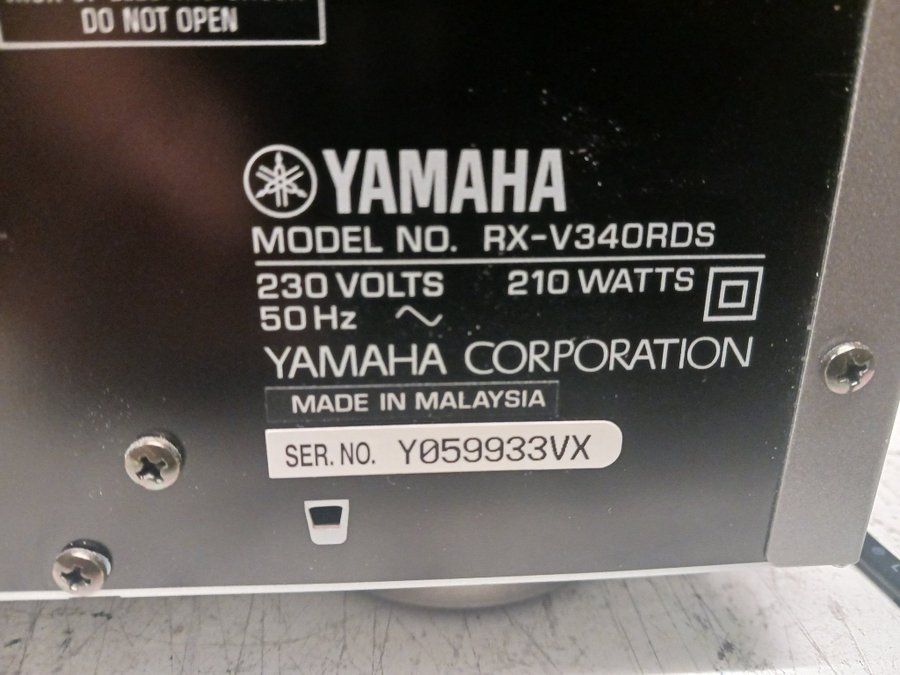 DO NOT OPEN
YAMAHA
MODEL NO. RX-V340RDS
230 VOLTS 210 WATTS
50 Hz ~
YAMAHA CORPORATION
MADE IN MALAYSIA
SER. NO. Y059933VX